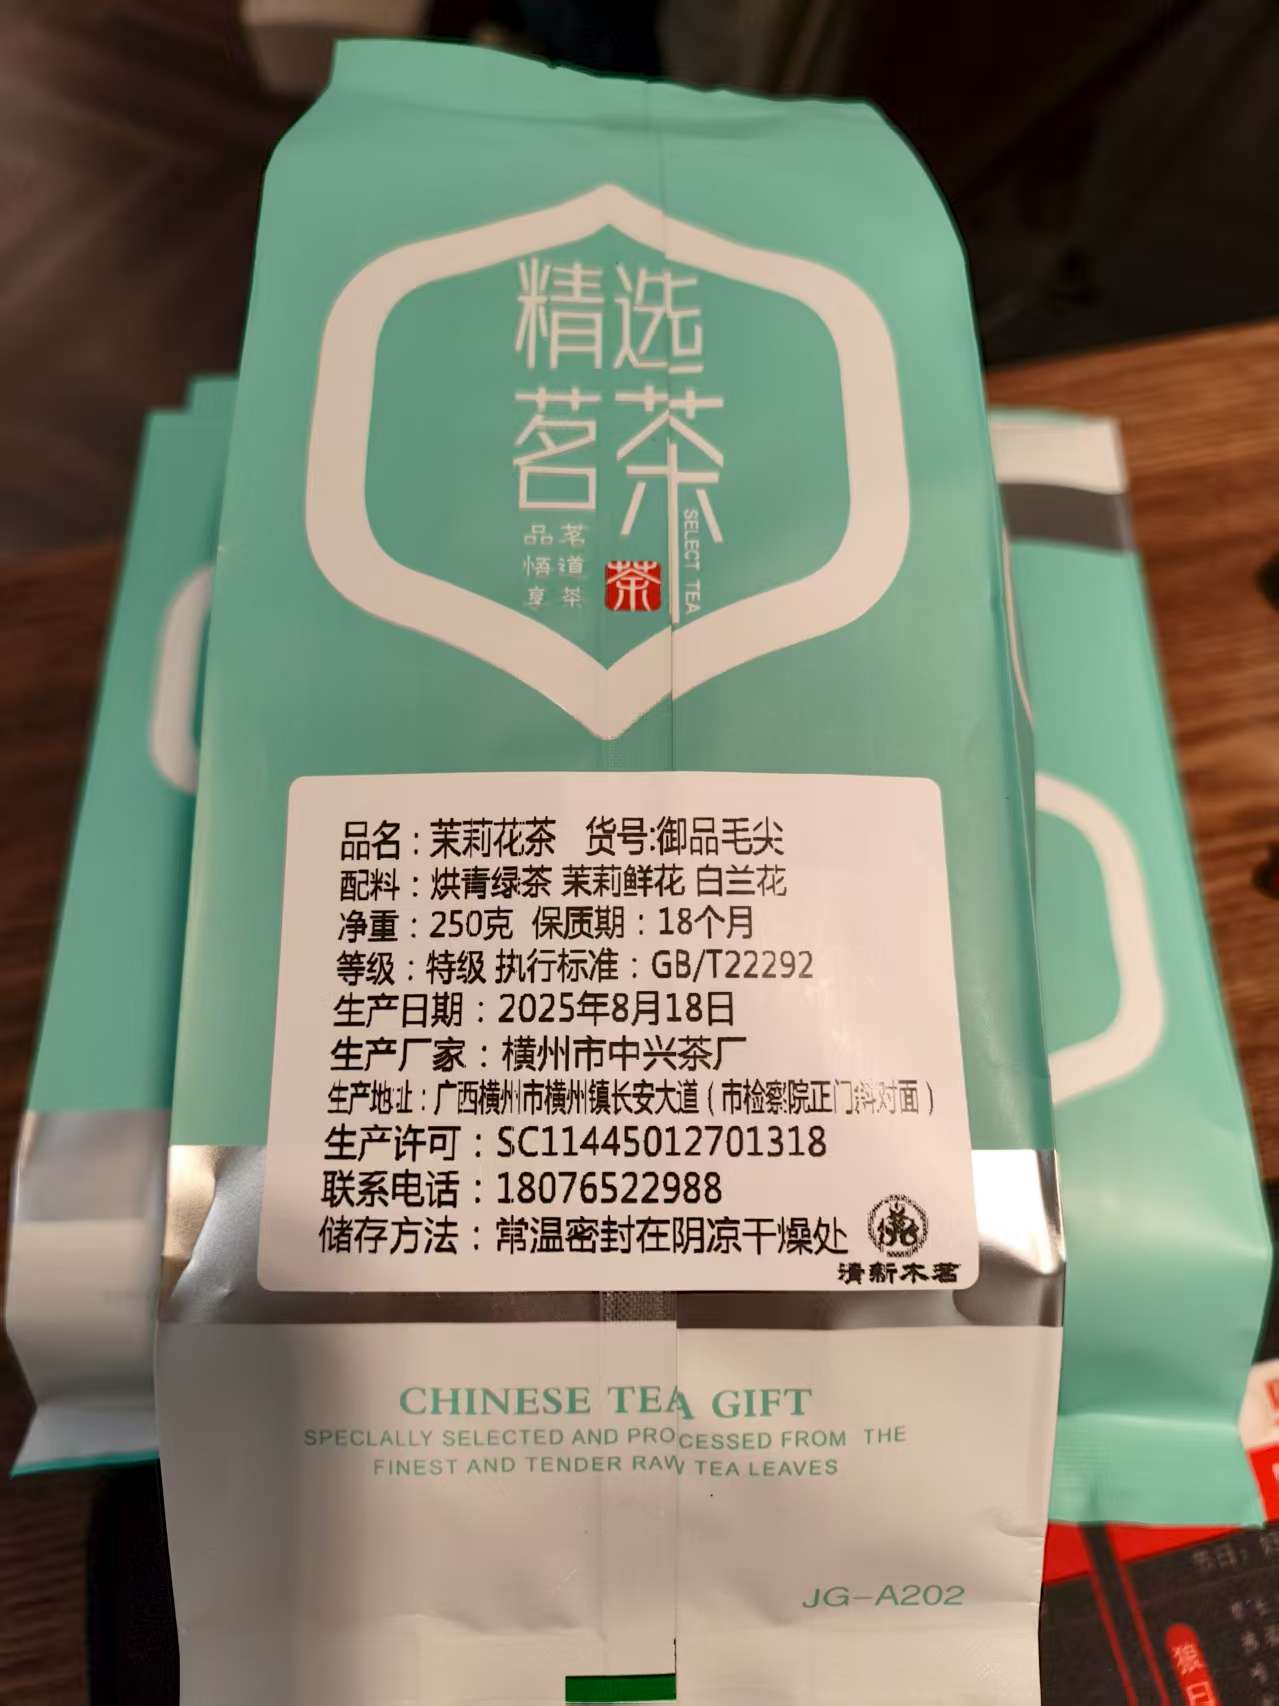 精选
茗茶
SELECT TEA
品茗
悟道
享茶
茶
品名：茉莉花茶 货号:御品毛尖
配料：烘青绿茶 茉莉鲜花 白兰花
净重：250克 保质期：18个月
等级：特级 执行标准：GB/T22292
生产日期：2025年8月18日
生产厂家：横州市中兴茶厂
生产地址：广西横州市横州镇长安大道（市检察院正门斜对面）
生产许可：SC11445012701318
联系电话：18076522988
储存方法：常温密封在阴凉干燥处
清新木茗
CHINESE TEA GIFT
SPECLALLY SELECTED AND PROCESSED FROM THE
FINEST AND TENDER RAW TEA LEAVES
JG-A202